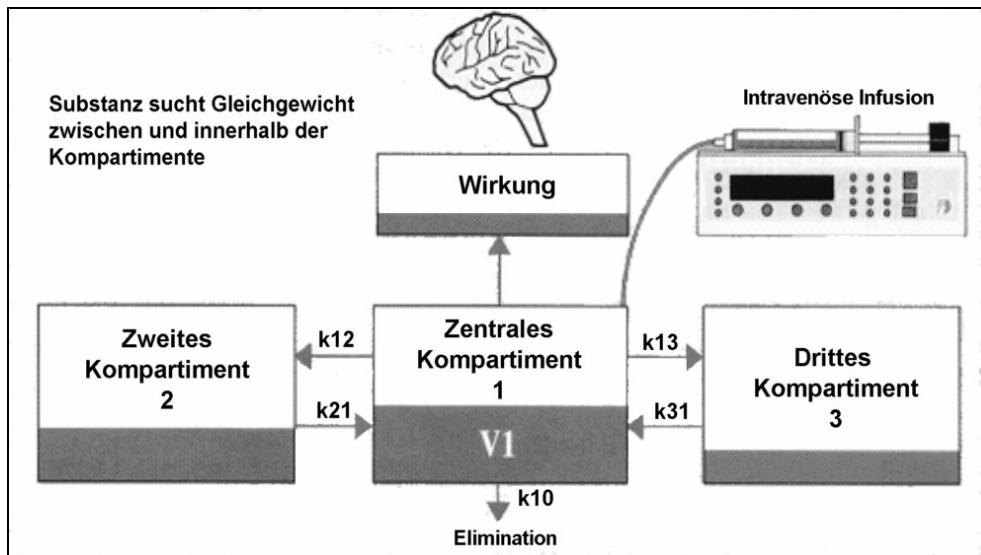 Substanz sucht Gleichgewicht
zwischen und innerhalb der
Kompartimente
Intravenöse Infusion
Wirkung
Zweites
Kompartiment
2
k12
k21
Zentrales
Kompartiment
1
V1
k13
k31
Drittes
Kompartiment
3
k10
Elimination